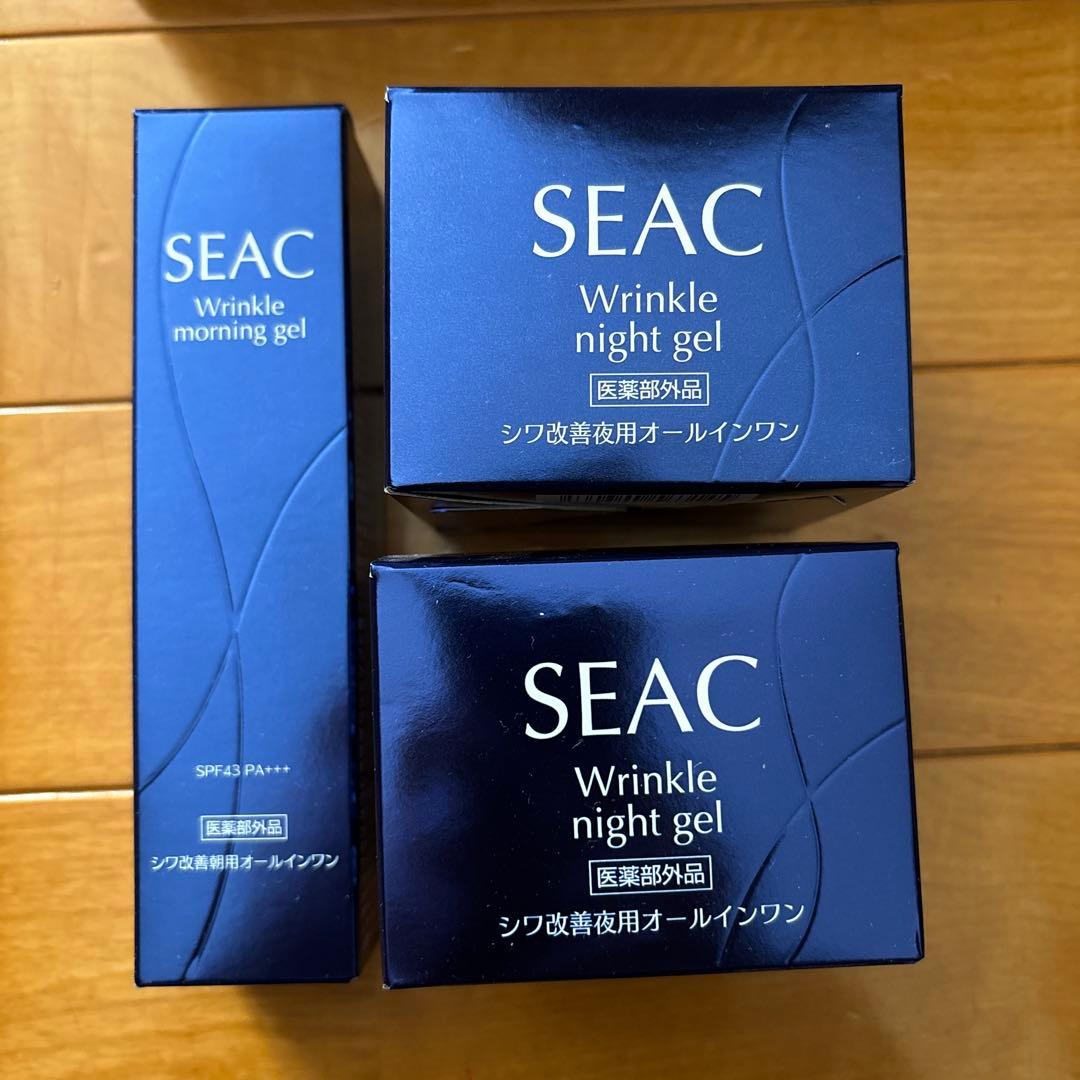 SEAC
Wrinkle
morning gel
SPF43 PA+++
医薬部外品
シワ改善朝用オールインワン
SEAC
Wrinkle
night gel
医薬部外品
シワ改善夜用オールインワン
SEAC
Wrinkle
night gel
医薬部外品
シワ改善夜用オールインワン